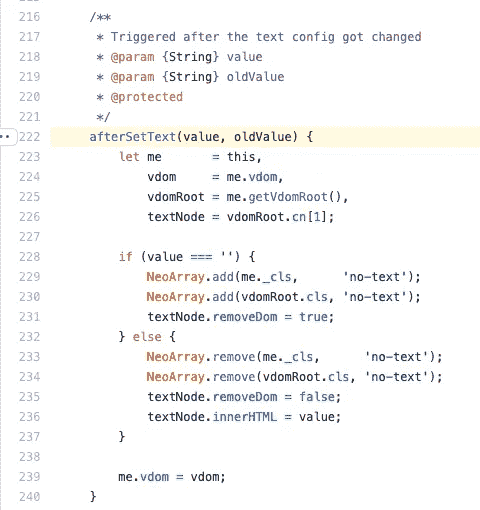 216     /**
217      * Triggered after the text config got changed
218      * @param {String} value
219      * @param {String} oldValue
220      * @protected
221      */
222     afterSetText(value, oldValue) {
223         let me       = this,
224             vdom     = me.vdom,
225             vdomRoot = me.getVdomRoot(),
226             textNode = vdomRoot.cn[1];
227
228         if (value === '') {
229             NeoArray.add(me._cls,      'no-text');
230             NeoArray.add(vdomRoot.cls, 'no-text');
231             textNode.removeDom = true;
232         } else {
233             NeoArray.remove(me._cls,      'no-text');
234             NeoArray.remove(vdomRoot.cls, 'no-text');
235             textNode.removeDom = false;
236             textNode.innerHTML = value;
237         }
238
239         me.vdom = vdom;
240     }